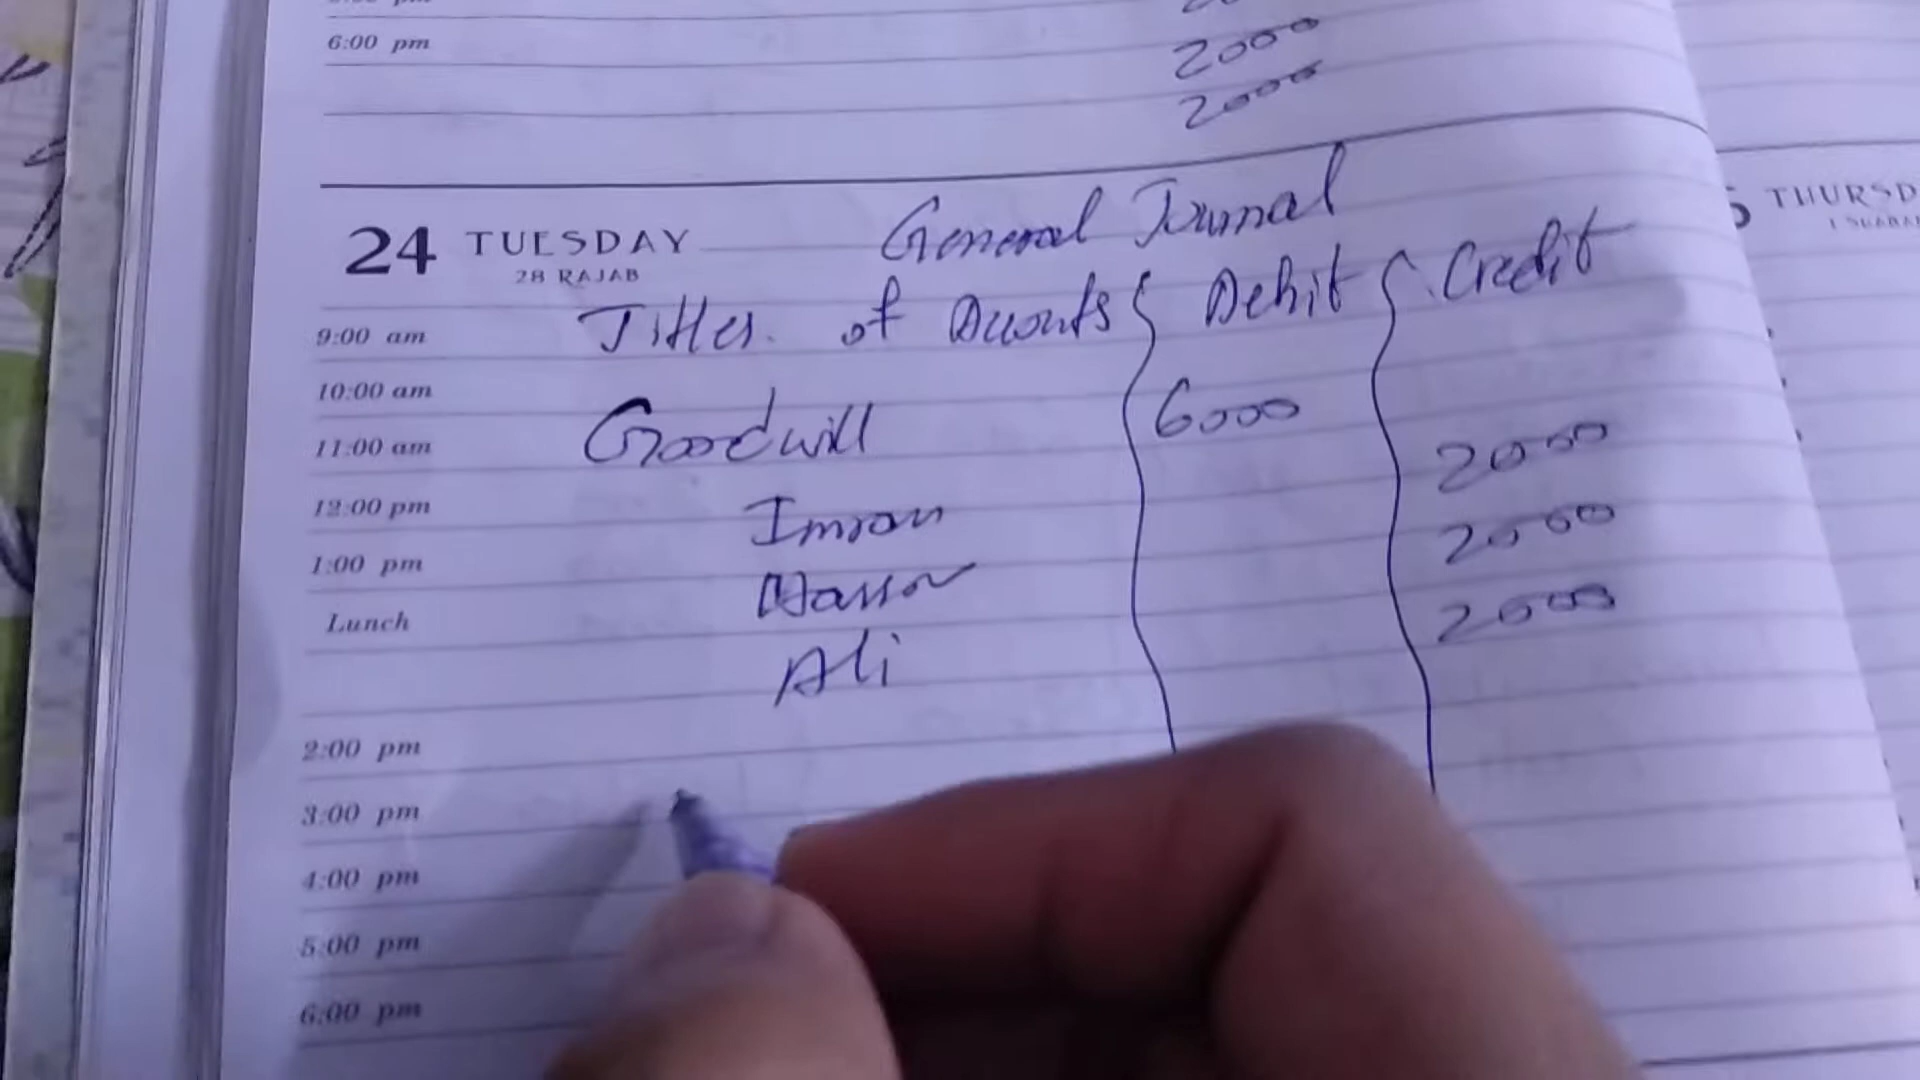 6:00 pm
2000
2000
General Journal
24 TUESDAY
28 RAJAB
THURSD
Titles. of Accounts Debit Credit
9:00 am
10:00 am
Goodwill 6000
11:00 am
2000
12:00 pm
Imran
2000
1:00 pm
Hassan
2000
Lunch
Ali
2:00 pm
3:00 pm
4:00 pm
5:00 pm
6:00 pm